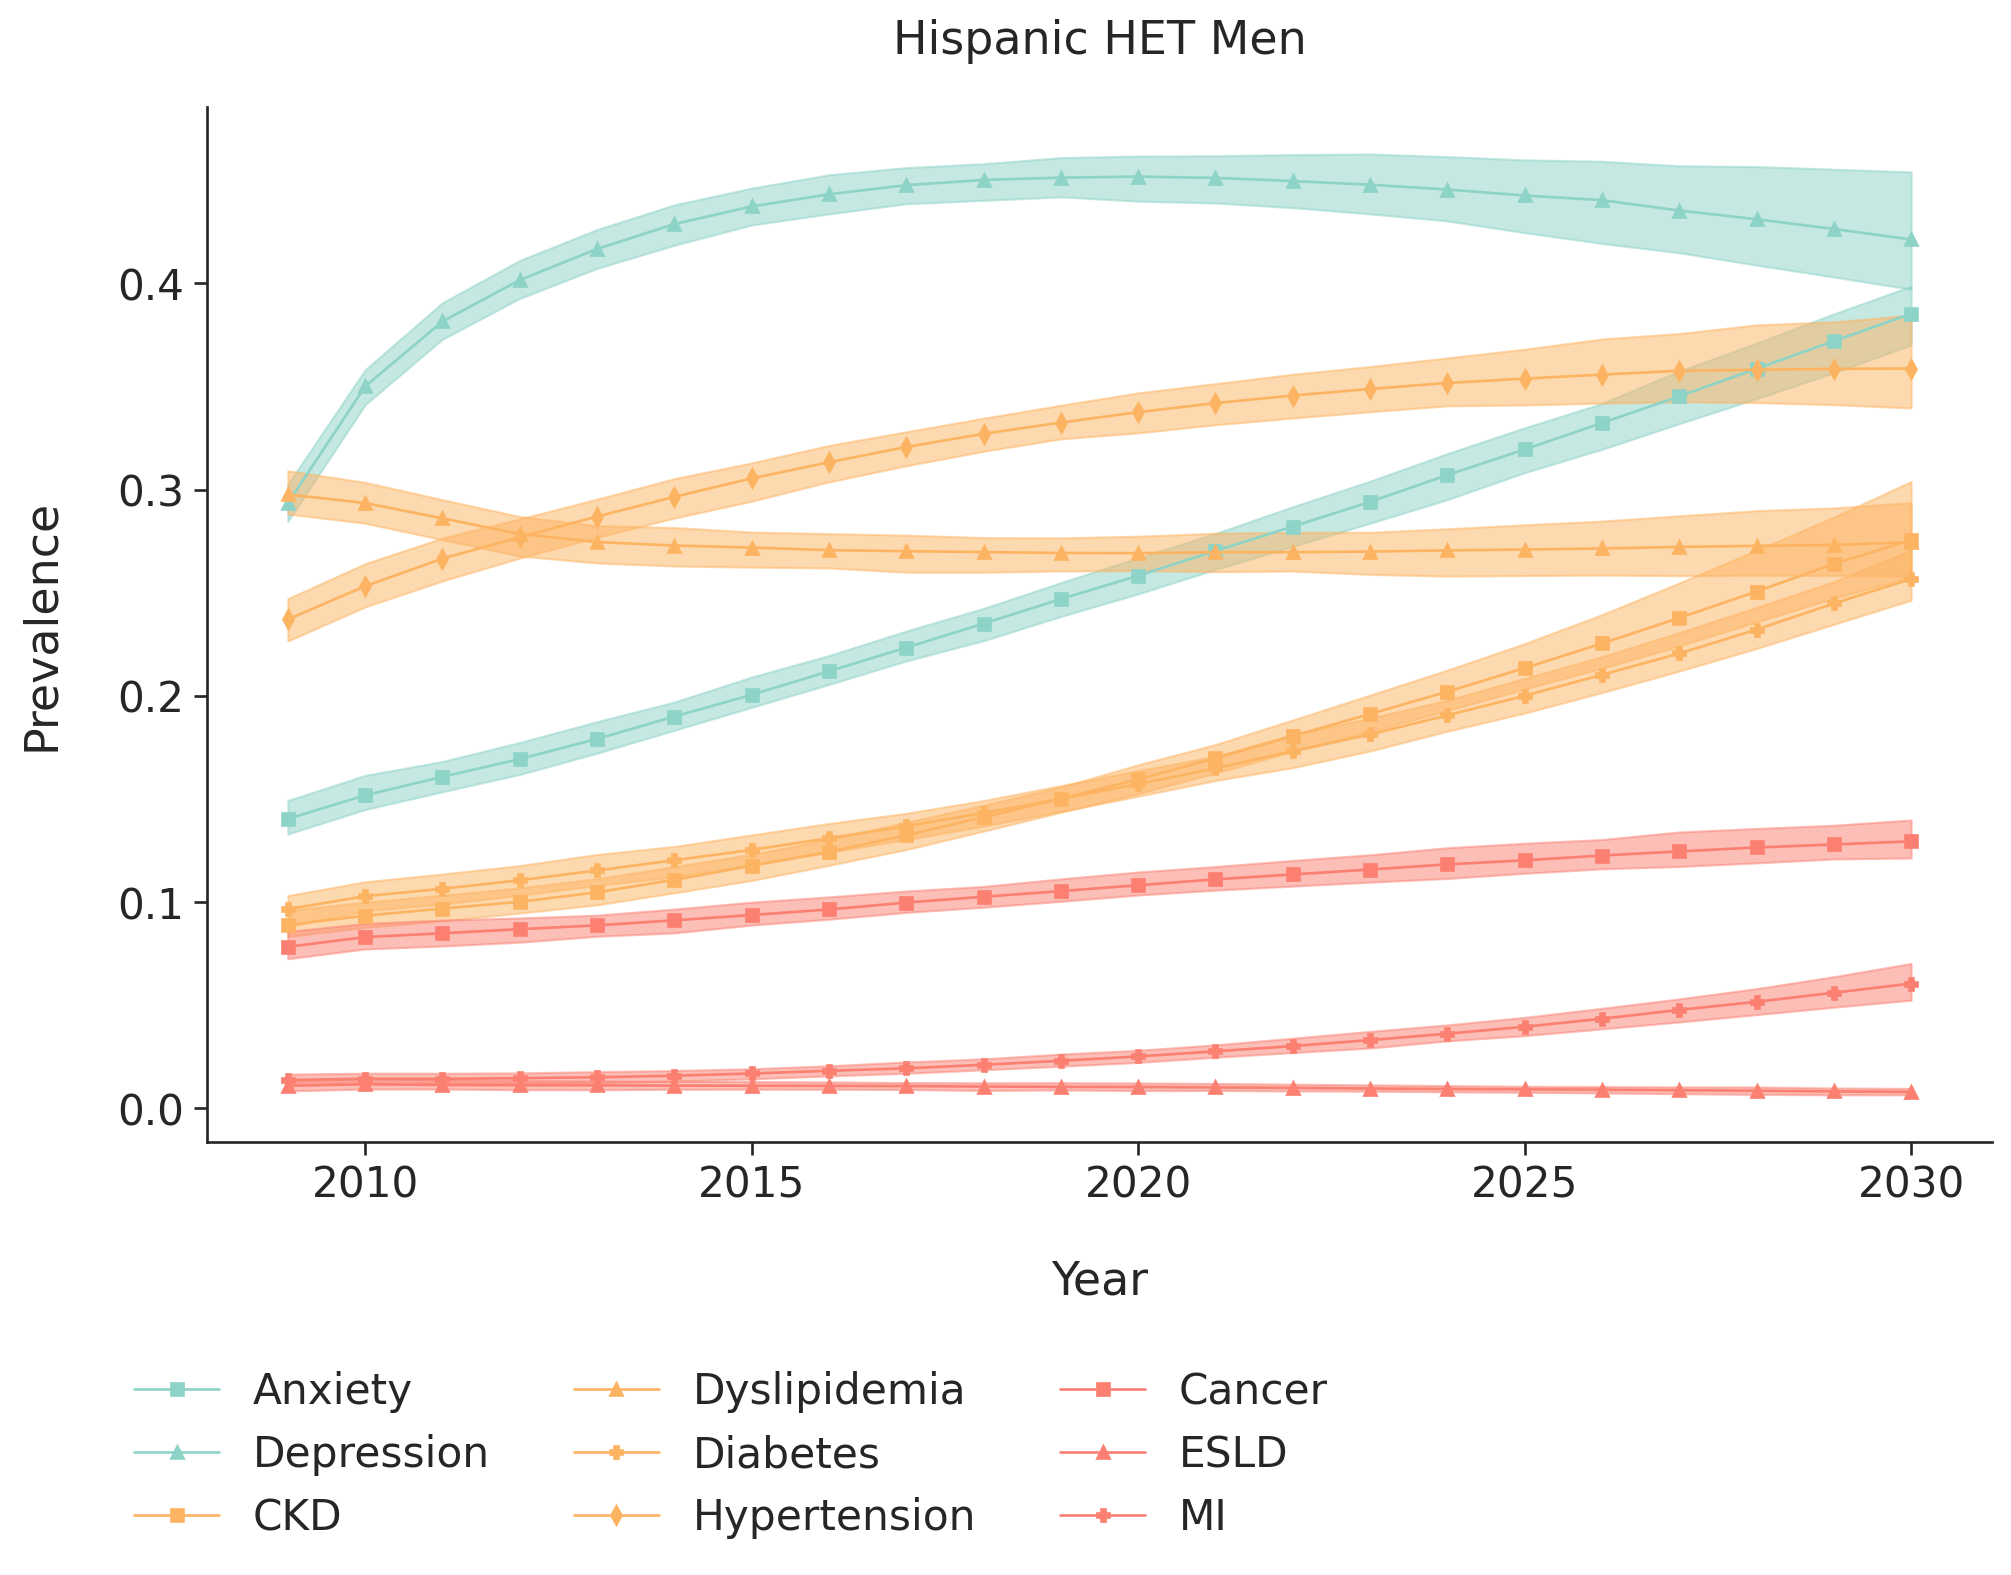 Hispanic HET Men
Prevalence
0.4
0.3
0.2
0.1
0.0
2010 2015 2020 2025 2030
Year
Anxiety Dyslipidemia Cancer
Depression Diabetes ESLD
CKD Hypertension MI